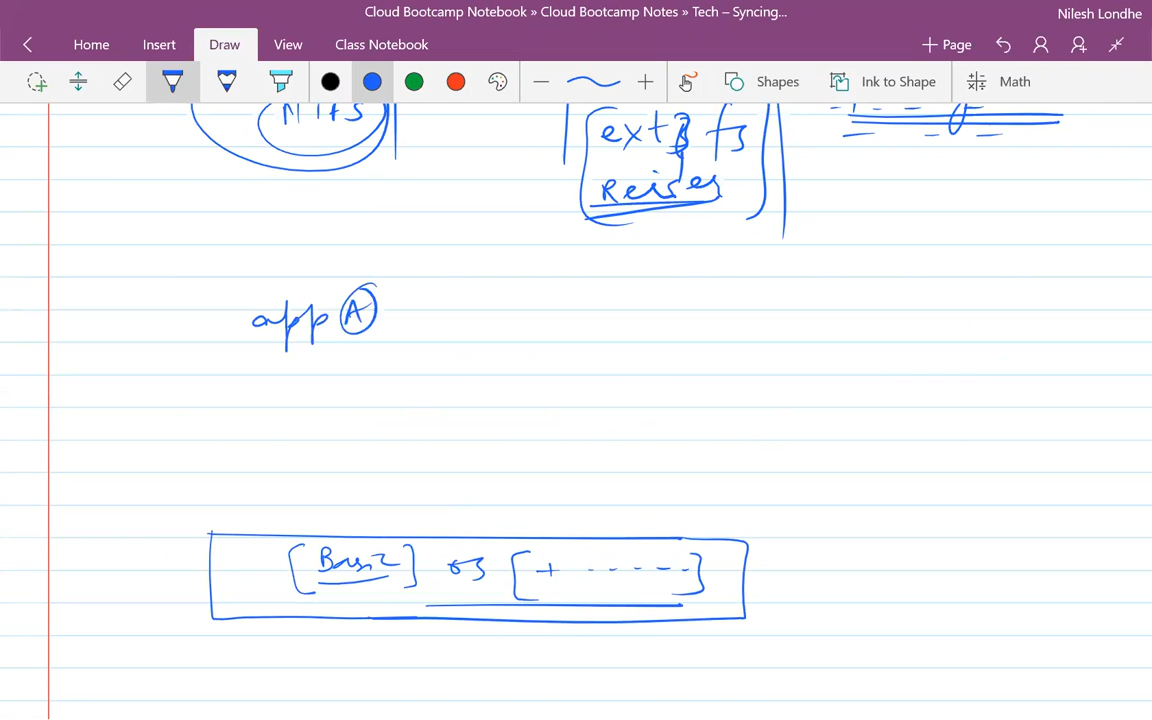 Cloud Bootcamp Notebook » Cloud Bootcamp Notes » Tech – Syncing...
Nilesh Londhe
Home Insert Draw View Class Notebook Page
Shapes Ink to Shape Math
NTFS
ext3 fs
Reiser
app A
[Basic] os [+ ------]